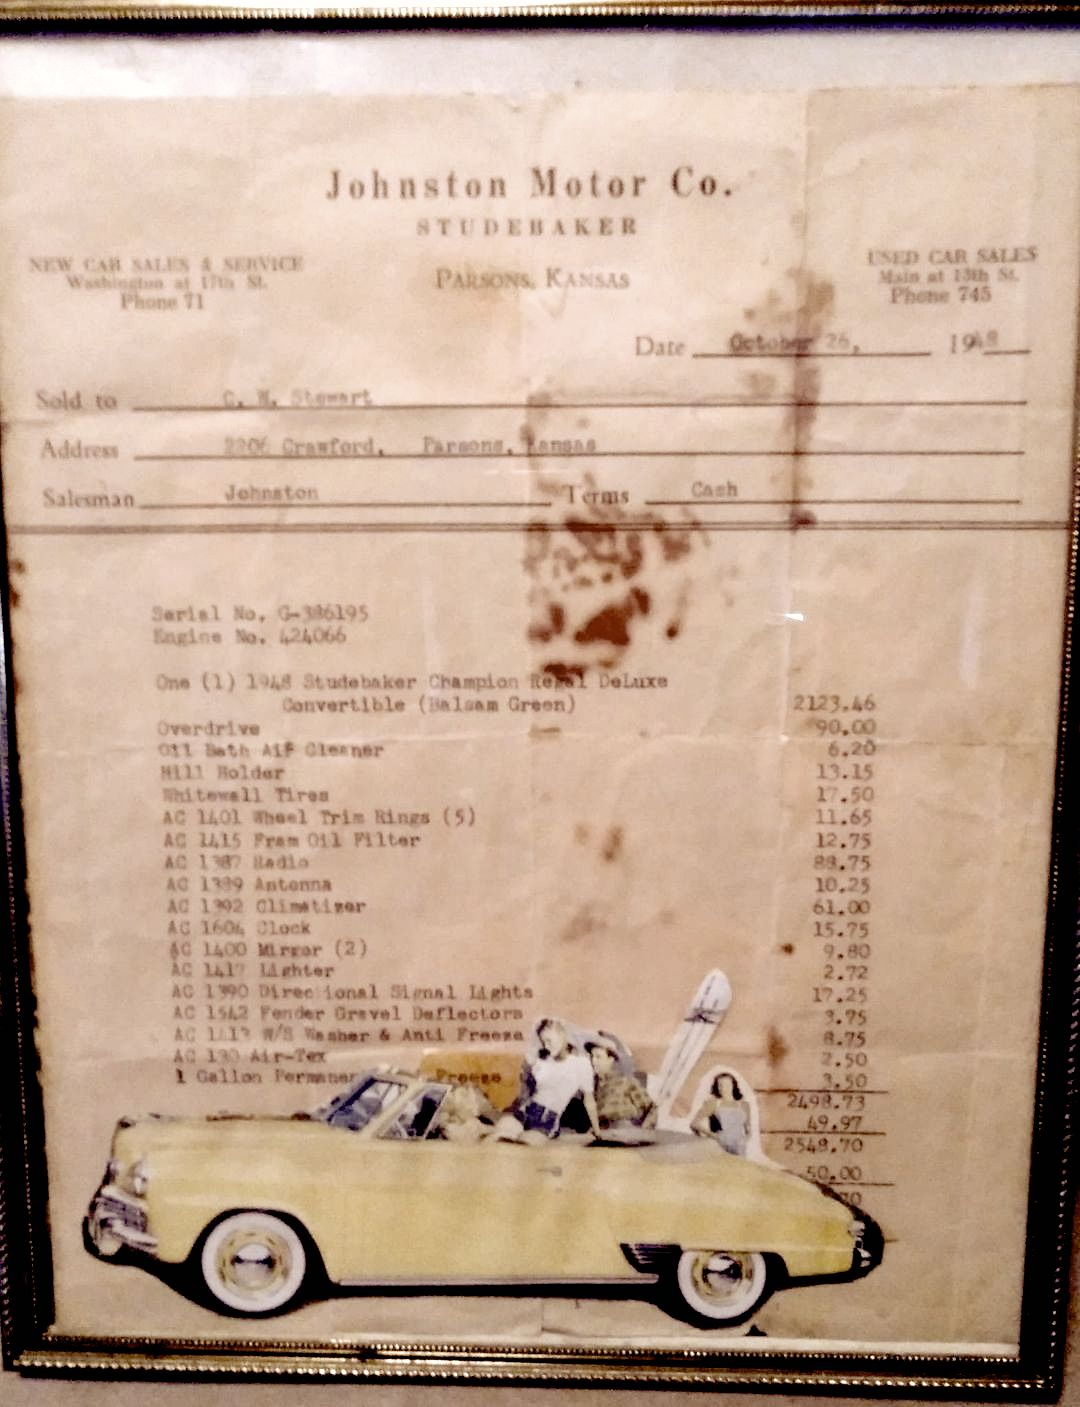 Johnston Motor Co.
STUDEBAKER
NEW CAR SALES & SERVICE
Washington at 17th St.
Phone 71
PARSONS, KANSAS
USED CAR SALES
Main at 13th St.
Phone 745
Date October 26, 1948
Sold to C. W. Stewart
Address 2206 Crawford, Parsons, Kansas
Salesman Johnston Terms Cash
Serial No. G-386195
Engine No. 424066
One (1) 1948 Studebaker Champion Regal DeLuxe
Convertible (Balsam Green) 2123.46
Overdrive 90.00
Oil Bath Air Cleaner 6.20
Hill Holder 13.15
Whitewall Tires 17.50
AC 1401 Wheel Trim Rings (5) 11.65
AC 1415 Fram Oil Filter 12.75
AC 1387 Radio 88.75
AC 1389 Antenna 10.25
AC 1392 Climatizer 61.00
AC 1604 Clock 15.75
AC 1400 Mirror (2) 9.80
AC 1417 Lighter 2.72
AC 1390 Directional Signal Lights 17.25
AC 1542 Fender Gravel Deflectors 3.75
AC 1413 W/S Washer & Anti Freeze 8.75
AC 130 Air-Tex 2.50
1 Gallon Permanen Freeze 3.50
2498.73
49.97
2548.70
50.00